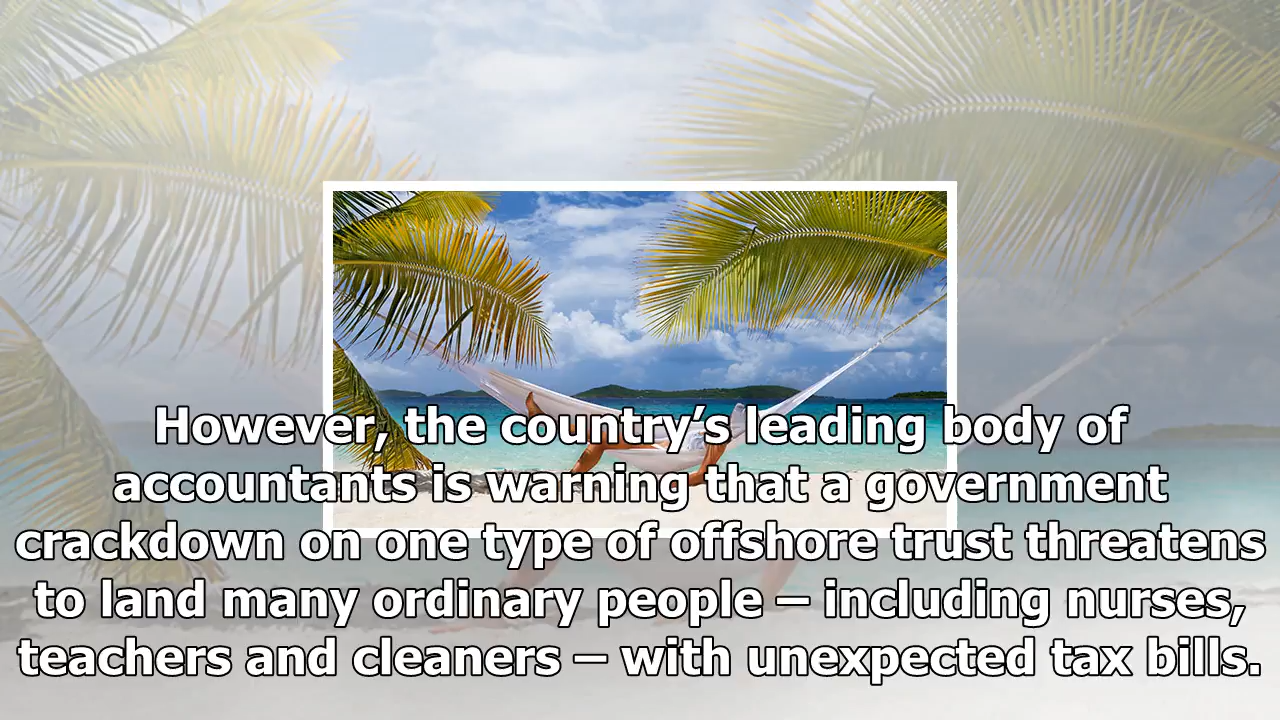 However, the country’s leading body of
accountants is warning that a government
crackdown on one type of offshore trust threatens
to land many ordinary people – including nurses,
teachers and cleaners – with unexpected tax bills.